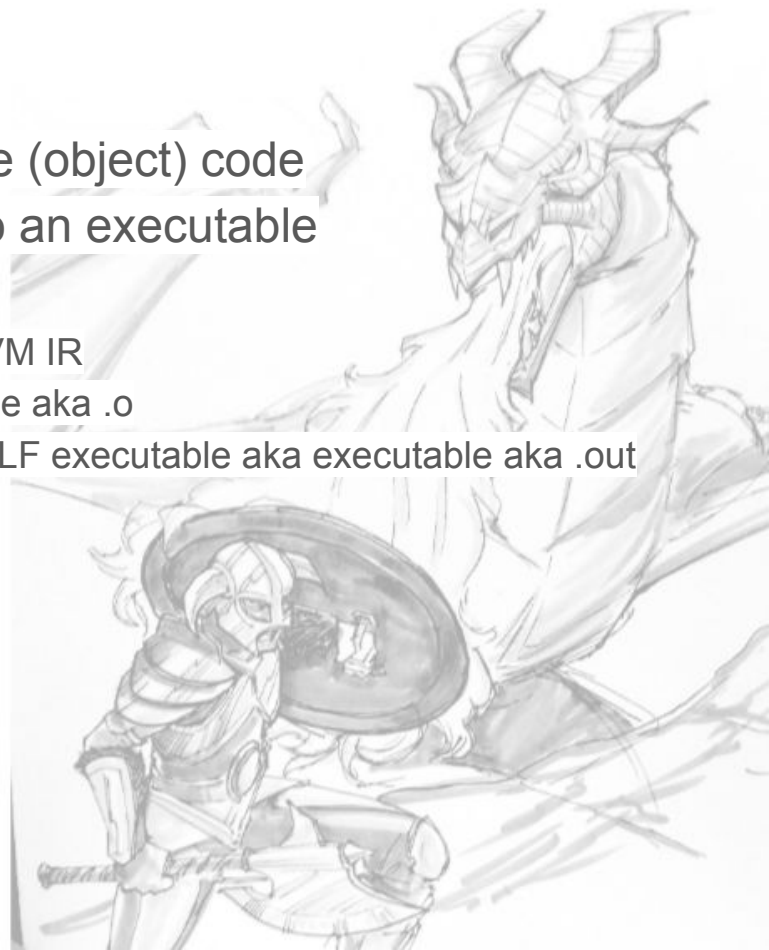 e (object) code
o an executable
VM IR
e aka .o
LF executable aka executable aka .out